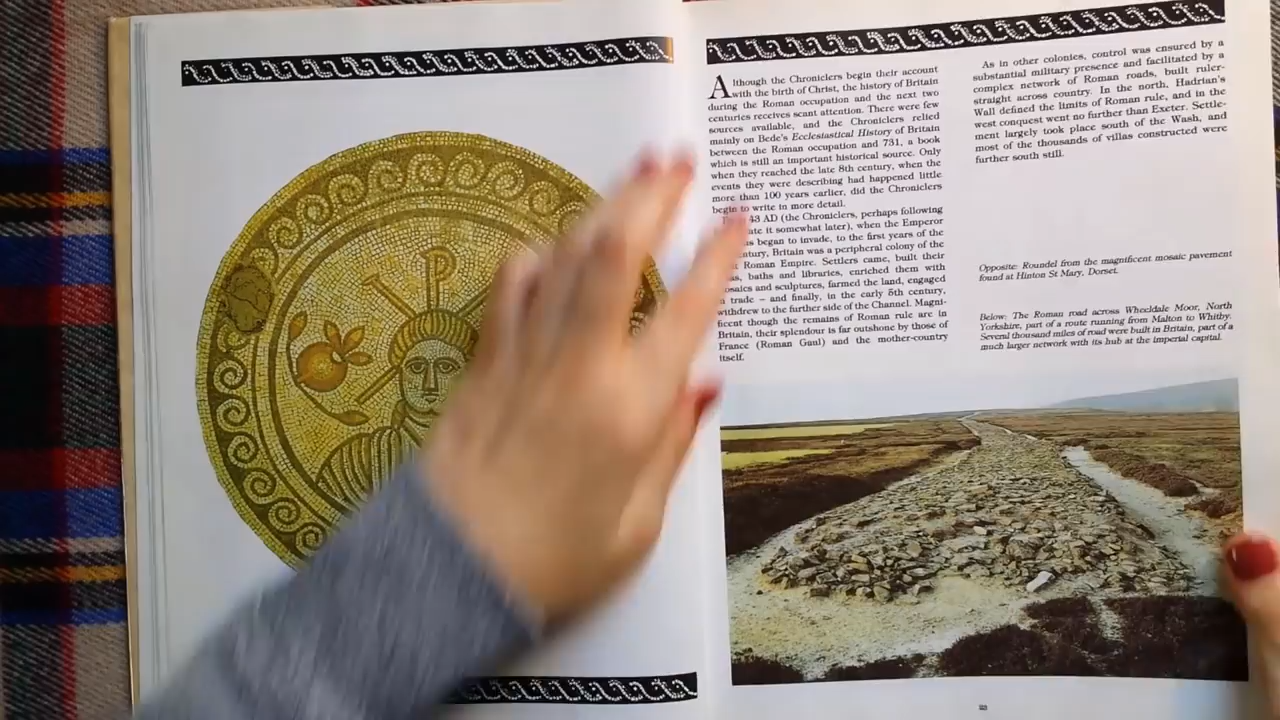 Although the Chroniclers begin their account
with the birth of Christ, the history of Britain
during the Roman occupation and the next two
centuries receives scant attention. There were few
sources available, and the Chroniclers relied
mainly on Bede's Ecclestastical History of Britain
between the Roman occupation and 731, a book
which is still an important historical source. Only
when they reached the late 8th century, when the
events they were describing had happened little
more than 100 years earlier, did the Chroniclers
begin to write in more detail.
43 AD (the Chroniclers, perhaps following
ate it somewhat later), when the Emperor
s began to invade, to the first years of the
ntury, Britain was a peripheral colony of the
Roman Empire. Settlers came, built their
as, baths and libraries, enriched them with
osaics and sculptures, farmed the land, engaged
trade – and finally, in the early 5th century,
withdrew to the further side of the Channel. Magni-
ficent though the remains of Roman rule are in
Britain, their splendour is far outshone by those of
France (Roman Gaul) and the mother-country
itself.
As in other colonies, control was ensured by a
substantial military presence and facilitated by a
complex network of Roman roads, built ruler-
straight across country. In the north, Hadrian's
Wall defined the limits of Roman rule, and in the
west conquest went no further than Exeter. Settle-
ment largely took place south of the Wash, and
most of the thousands of villas constructed were
further south still.
Opposite: Roundel from the magnificent mosaic pavement
found at Hinton St Mary, Dorset.
Below: The Roman road across Wheeldale Moor, North
Yorkshire, part of a route running from Malton to Whitby.
Several thousand miles of road were built in Britain, part of a
much larger network with its hub at the imperial capital.